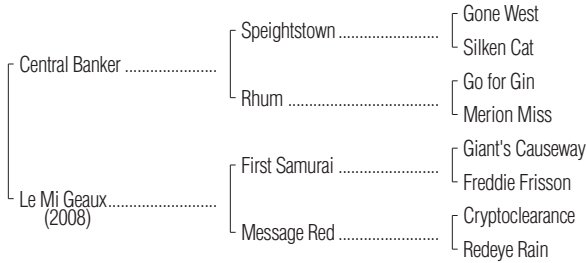 Gone West
Speightstown
Silken Cat
Central Banker
Go for Gin
Rhum
Merion Miss
Giant's Causeway
First Samurai
Freddie Frisson
Le Mi Geaux
(2008)
Cryptoclearance
Message Red
Redeye Rain